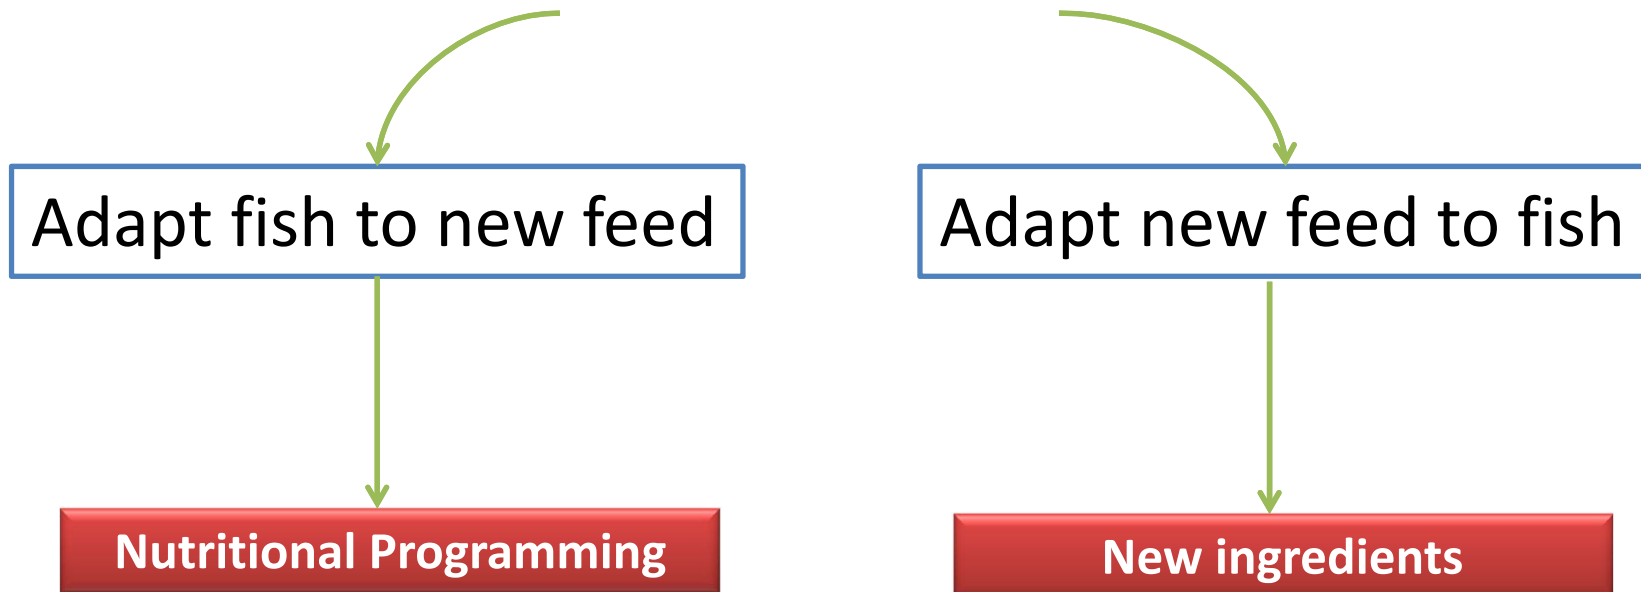 Adapt fish to new feed
Adapt new feed to fish
Nutritional Programming
New ingredients